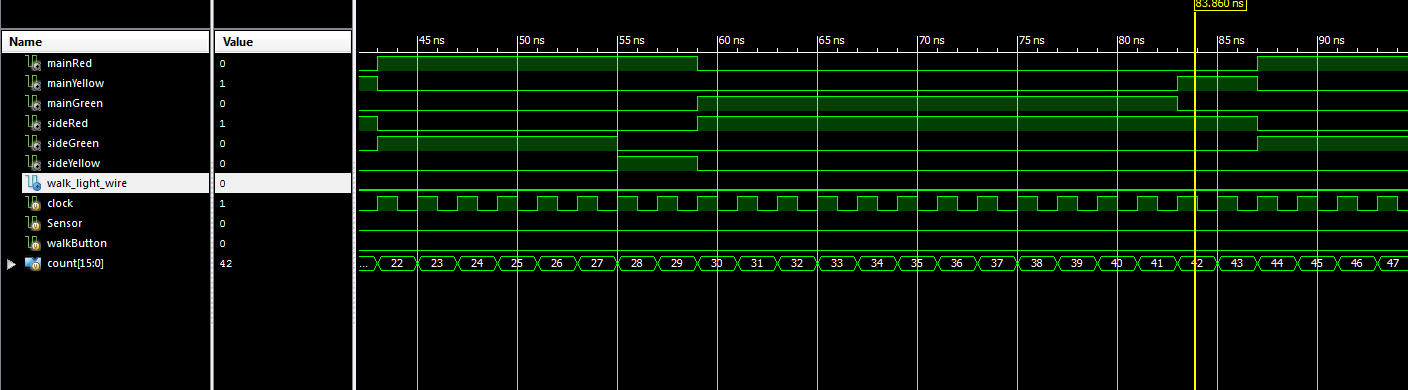 83.860 ns
Name Value
45 ns 50 ns 55 ns 60 ns 65 ns 70 ns 75 ns 80 ns 85 ns 90 ns
mainRed 0
mainYellow 1
mainGreen 0
sideRed 1
sideGreen 0
sideYellow 0
walk_light_wire 0
clock 1
Sensor 0
walkButton 0
count[15:0] 42 ... 22 23 24 25 26 27 28 29 30 31 32 33 34 35 36 37 38 39 40 41 42 43 44 45 46 47